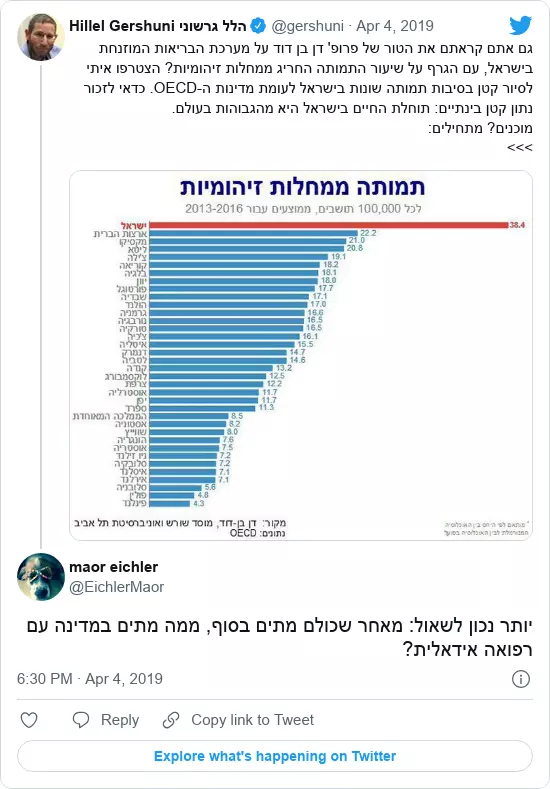 Hillel Gershuni הלל גרשוני @gershuni · Apr 4, 2019
גם אתם קראתם את הטור של פרופ' דן בן דוד על מערכת הבריאות המוזנחת
בישראל, עם הגרף על שיעור התמותה החריג ממחלות זיהומיות? הצטרפו איתי
לסיור קטן בסיבות תמותה שונות בישראל לעומת מדינות ה-OECD. כדאי לזכור
נתון קטן בינתיים: תוחלת החיים בישראל היא מהגבוהות בעולם.
מוכנים? מתחילים:
>>>
תמותה ממחלות זיהומיות
לכל 100,000 תושבים, ממוצעים עבור 2013-2016
ישראל 38.4
ארצות הברית 22.2
מקסיקו 21.0
ליטא 20.8
צ'ילה 19.1
קוריאה 18.2
בלגיה 18.1
יוון 18.0
פורטוגל 17.7
שבדיה 17.1
הולנד 17.0
גרמניה 16.6
נורבגיה 16.5
טורקיה 16.5
צ'כיה 16.1
איטליה 15.5
דנמרק 14.7
לטביה 14.6
קנדה 13.2
לוקסמבורג 12.5
צרפת 12.2
אוסטרליה 11.7
יפן 11.7
ספרד 11.3
הממלכה המאוחדת 8.5
אסטוניה 8.2
שווייץ 8.0
הונגריה 7.6
אוסטריה 7.5
ניו זילנד 7.2
סלובקיה 7.2
איסלנד 7.1
אירלנד 7.1
סלובניה 5.6
פולין 4.8
פינלנד 4.3
מקור: דן בן-דוד, מוסד שורש ואוניברסיטת תל אביב
נתונים: OECD
maor eichler
@EichlerMaor
יותר נכון לשאול: מאחר שכולם מתים בסוף, ממה מתים במדינה עם
רפואה אידאלית?
6:30 PM · Apr 4, 2019
Reply
Copy link to Tweet
Explore what's happening on Twitter